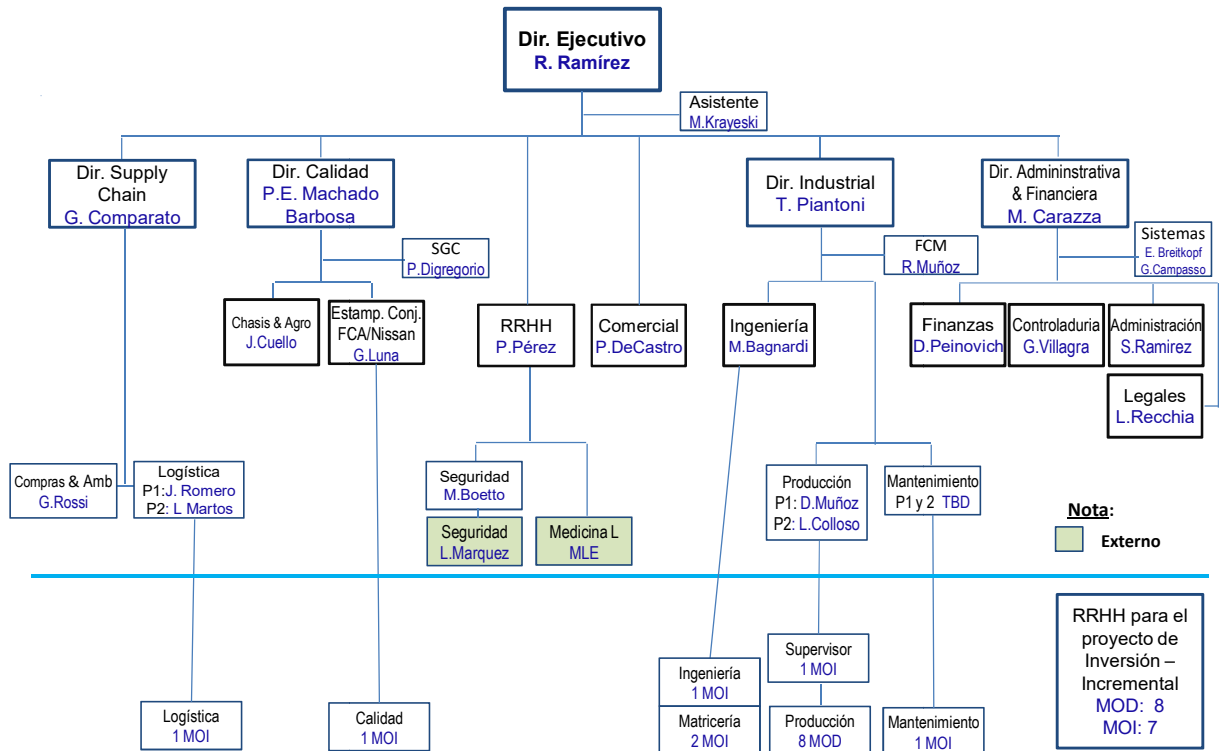 Dir. Ejecutivo
R. Ramírez
Asistente
M.Krayeski
Dir. Supply
Chain
G. Comparato
Dir. Calidad
P.E. Machado
Barbosa
Dir. Industrial
T. Piantoni
Dir. Admininstrativa
& Financiera
M. Carazza
SGC
P.Digregorio
FCM
R.Muñoz
Sistemas
E. Breitkopf
G.Campasso
Chasis & Agro
J.Cuello
Estamp. Conj.
FCA/Nissan
G.Luna
RRHH
P.Pérez
Comercial
P.DeCastro
Ingeniería
M.Bagnardi
Finanzas
D.Peinovich
Controladuria
G.Villagra
Administración
S.Ramirez
Legales
L.Recchia
Compras & Amb
G.Rossi
Logística
P1:J. Romero
P2: L Martos
Seguridad
M.Boetto
Seguridad
L.Marquez
Medicina L
MLE
Producción
P1: D.Muñoz
P2: L.Colloso
Mantenimiento
P1 y 2 TBD
Nota:
Externo
Logística
1 MOI
Calidad
1 MOI
Ingeniería
1 MOI
Matricería
2 MOI
Supervisor
1 MOI
Producción
8 MOD
Mantenimiento
1 MOI
RRHH para el
proyecto de
Inversión –
Incremental
MOD: 8
MOI: 7